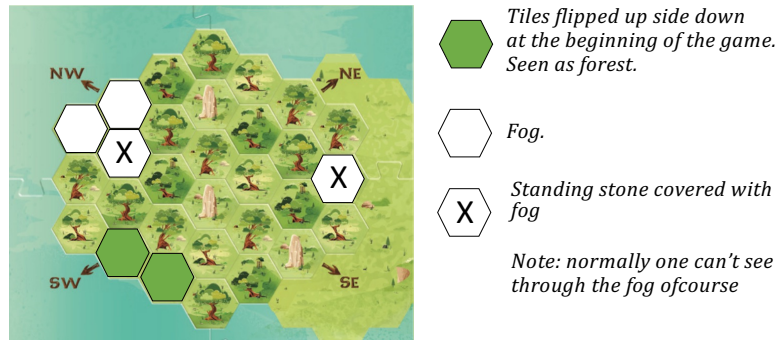 NW
NE
X
X
SW
SE
Tiles flipped up side down
at the beginning of the game.
Seen as forest.
Fog.
X
Standing stone covered with
fog
Note: normally one can't see
through the fog ofcourse